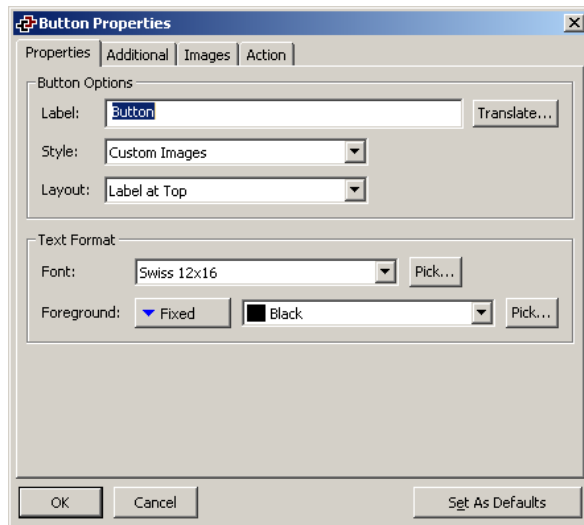 Button Properties
Properties Additional Images Action
Button Options
Label: Button Translate...
Style: Custom Images
Layout: Label at Top
Text Format
Font: Swiss 12x16 Pick...
Foreground: Fixed Black Pick...
OK Cancel Set As Defaults